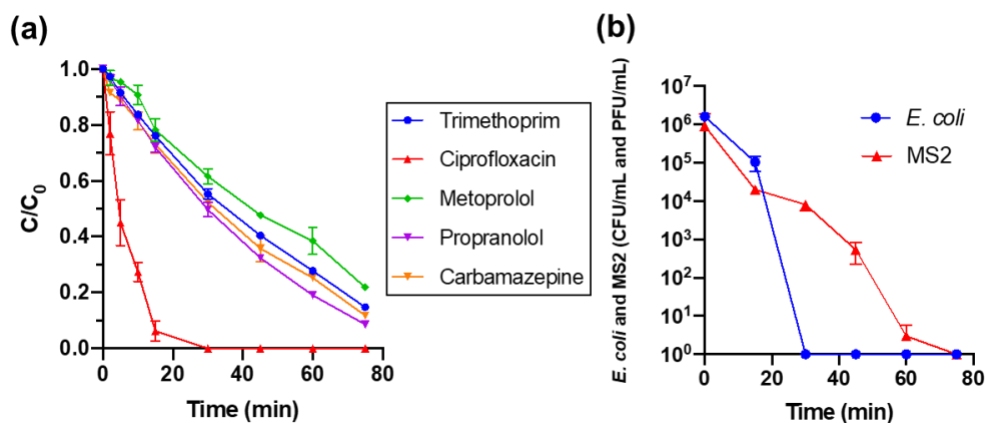 (a)
C/C0
1.0
0.8
0.6
0.4
0.2
0.0
0
20
40
60
80
Time (min)
Trimethoprim
Ciprofloxacin
Metoprolol
Propranolol
Carbamazepine
(b)
E. coli and MS2 (CFU/mL and PFU/mL)
10^7
10^6
10^5
10^4
10^3
10^2
10^1
10^0
0
20
40
60
80
Time (min)
E. coli
MS2